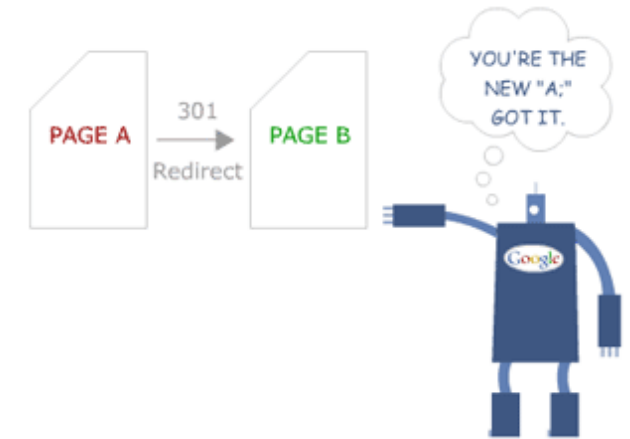 PAGE A
301
Redirect
PAGE B
YOU'RE THE
NEW "A;"
GOT IT.
Google